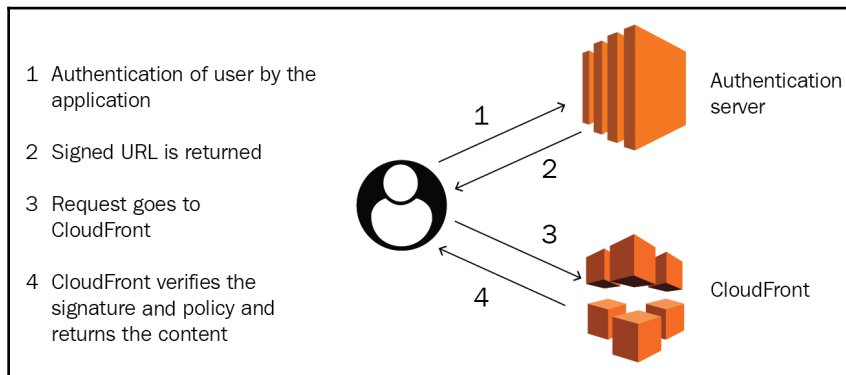 1 Authentication of user by the
application
2 Signed URL is returned
3 Request goes to
CloudFront
4 CloudFront verifies the
signature and policy and
returns the content
1
2
3
4
Authentication
server
CloudFront